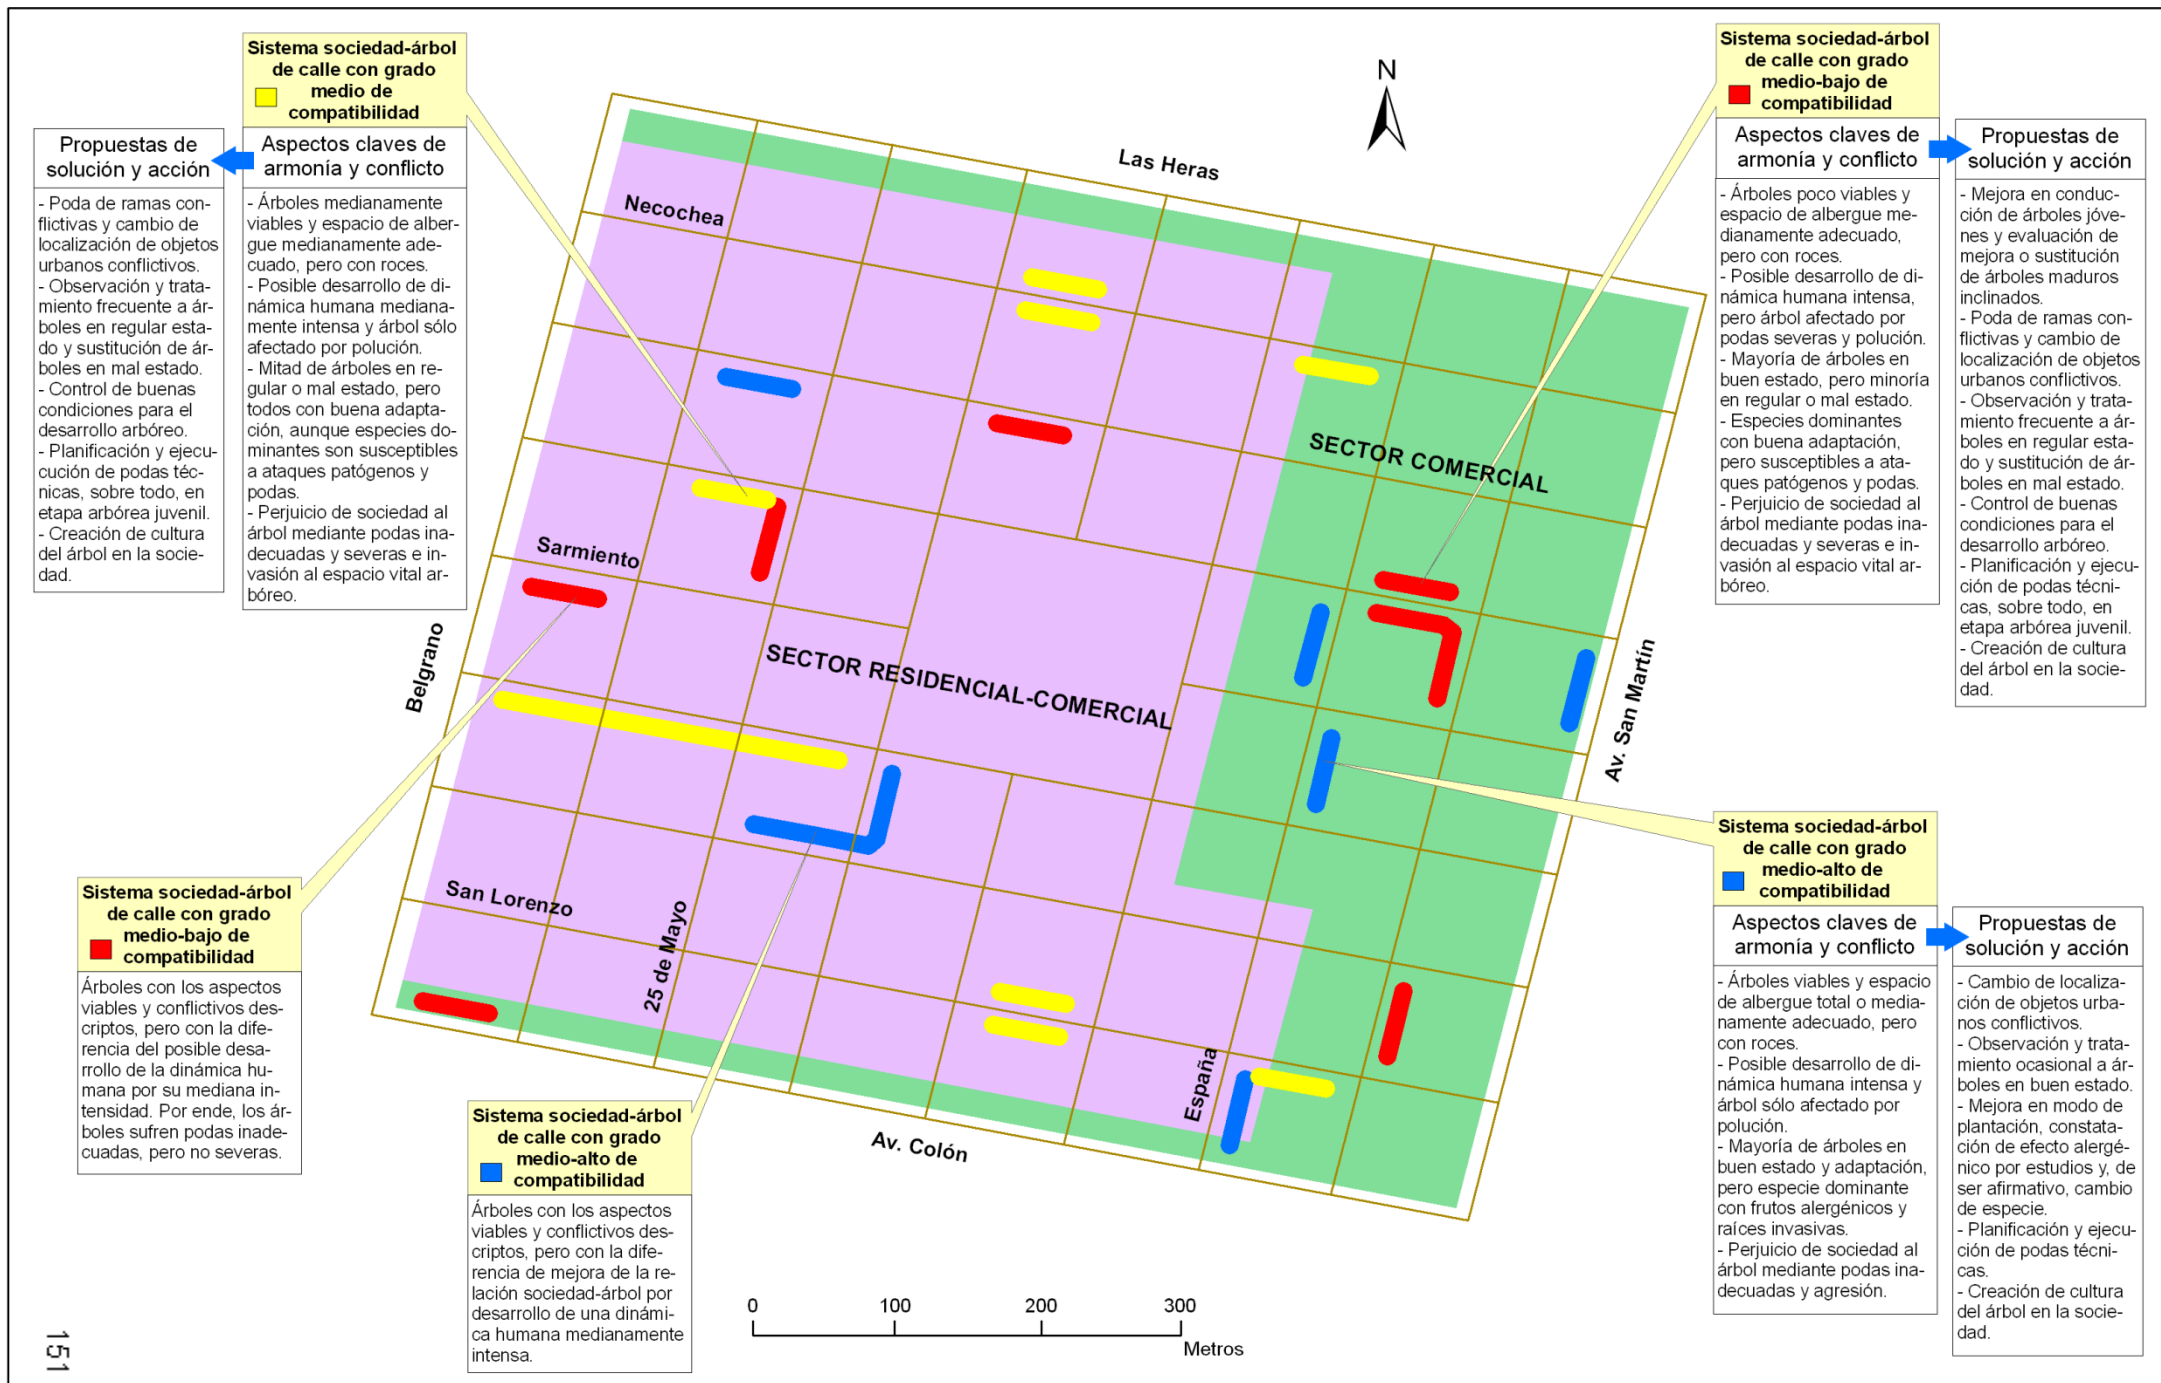 Sistema sociedad-árbol
de calle con grado
medio de
compatibilidad
Propuestas de
solución y acción
- Poda de ramas con-
flictivas y cambio de
localización de objetos
urbanos conflictivos.
- Observación y trata-
miento frecuente a ár-
boles en regular esta-
do y sustitución de ár-
boles en mal estado.
- Control de buenas
condiciones para el
desarrollo arbóreo.
- Planificación y ejecu-
cución de podas téc-
nicas, sobre todo, en
etapa arbórea juvenil.
- Creación de cultura
del árbol en la socie-
dad.
Aspectos claves de
armonía y conflicto
- Árboles medianamente
viables y espacio de alber-
gue medianamente ade-
cuado, pero con roces.
- Posible desarrollo de di-
námica humana mediana-
mente intensa y árbol sólo
afectado por polución.
- Mitad de árboles en re-
gular o mal estado, pero
todos con buena adapta-
ción, aunque especies do-
minantes son susceptibles
a ataques patógenos y
podas.
- Perjuicio de sociedad al
árbol mediante podas ina-
decuadas y severas e in-
vasión al espacio vital ar-
bóreo.
N
Las Heras
Necochea
SECTOR COMERCIAL
Sarmiento
SECTOR RESIDENCIAL-COMERCIAL
Belgrano
Av. San Martín
San Lorenzo
25 de Mayo
España
Av. Colón
Sistema sociedad-árbol
de calle con grado
medio-bajo de
compatibilidad
Aspectos claves de
armonía y conflicto
- Árboles poco viables y
espacio de albergue me-
dianamente adecuado,
pero con roces.
- Posible desarrollo de di-
námica humana intensa,
pero árbol afectado por
podas severas y polución.
- Mayoría de árboles en
buen estado, pero minoría
en regular o mal estado.
- Especies dominantes
con buena adaptación,
pero susceptibles a ata-
ques patógenos y podas.
- Perjuicio de sociedad al
árbol mediante podas ina-
decuadas y severas e in-
vasión al espacio vital ar-
bóreo.
Propuestas de
solución y acción
- Mejora en conduc-
ción de árboles jóve-
nes y evaluación de
mejora o sustitución
de árboles maduros
inclinados.
- Poda de ramas con-
flictivas y cambio de
localización de objetos
urbanos conflictivos.
- Observación y trata-
miento frecuente a ár-
boles en regular esta-
do y sustitución de ár-
boles en mal estado.
- Control de buenas
condiciones para el
desarrollo arbóreo.
- Planificación y ejecu-
ción de podas técni-
cas, sobre todo, en
etapa arbórea juvenil.
- Creación de cultura
del árbol en la socie-
dad.
Sistema sociedad-árbol
de calle con grado
medio-bajo de
compatibilidad
Árboles con los aspectos
viables y conflictivos des-
criptos, pero con la dife-
rencia del posible desa-
rrollo de la dinámica hu-
mana por su mediana in-
tensidad. Por ende, los ár-
boles sufren podas inade-
cuadas, pero no severas.
Sistema sociedad-árbol
de calle con grado
medio-alto de
compatibilidad
Árboles con los aspectos
viables y conflictivos des-
criptos, pero con la dife-
rencia de mejora de la re-
lación sociedad-árbol por
desarrollo de una dinámi-
ca humana medianamente
intensa.
Sistema sociedad-árbol
de calle con grado
medio-alto de
compatibilidad
Aspectos claves de
armonía y conflicto
- Árboles viables y espacio
de albergue total o media-
namente adecuado, pero
con roces.
- Posible desarrollo de di-
námica humana intensa y
árbol sólo afectado por
polución.
- Mayoría de árboles en
buen estado y adaptación,
pero especie dominante
con frutos alergénicos y
raíces invasivas.
- Perjuicio de sociedad al
árbol mediante podas ina-
decuadas y agresión.
Propuestas de
solución y acción
- Cambio de localiza-
ción de objetos urba-
nos conflictivos.
- Observación y trata-
miento ocasional a ár-
boles en buen estado.
- Mejora en modo de
plantación, constata-
ción de efecto alergé-
nico por estudios y, de
ser afirmativo, cambio
de especie.
- Planificación y ejecu-
ción de podas técni-
cas.
- Creación de cultura
del árbol en la socie-
dad.
0 100 200 300
Metros
151